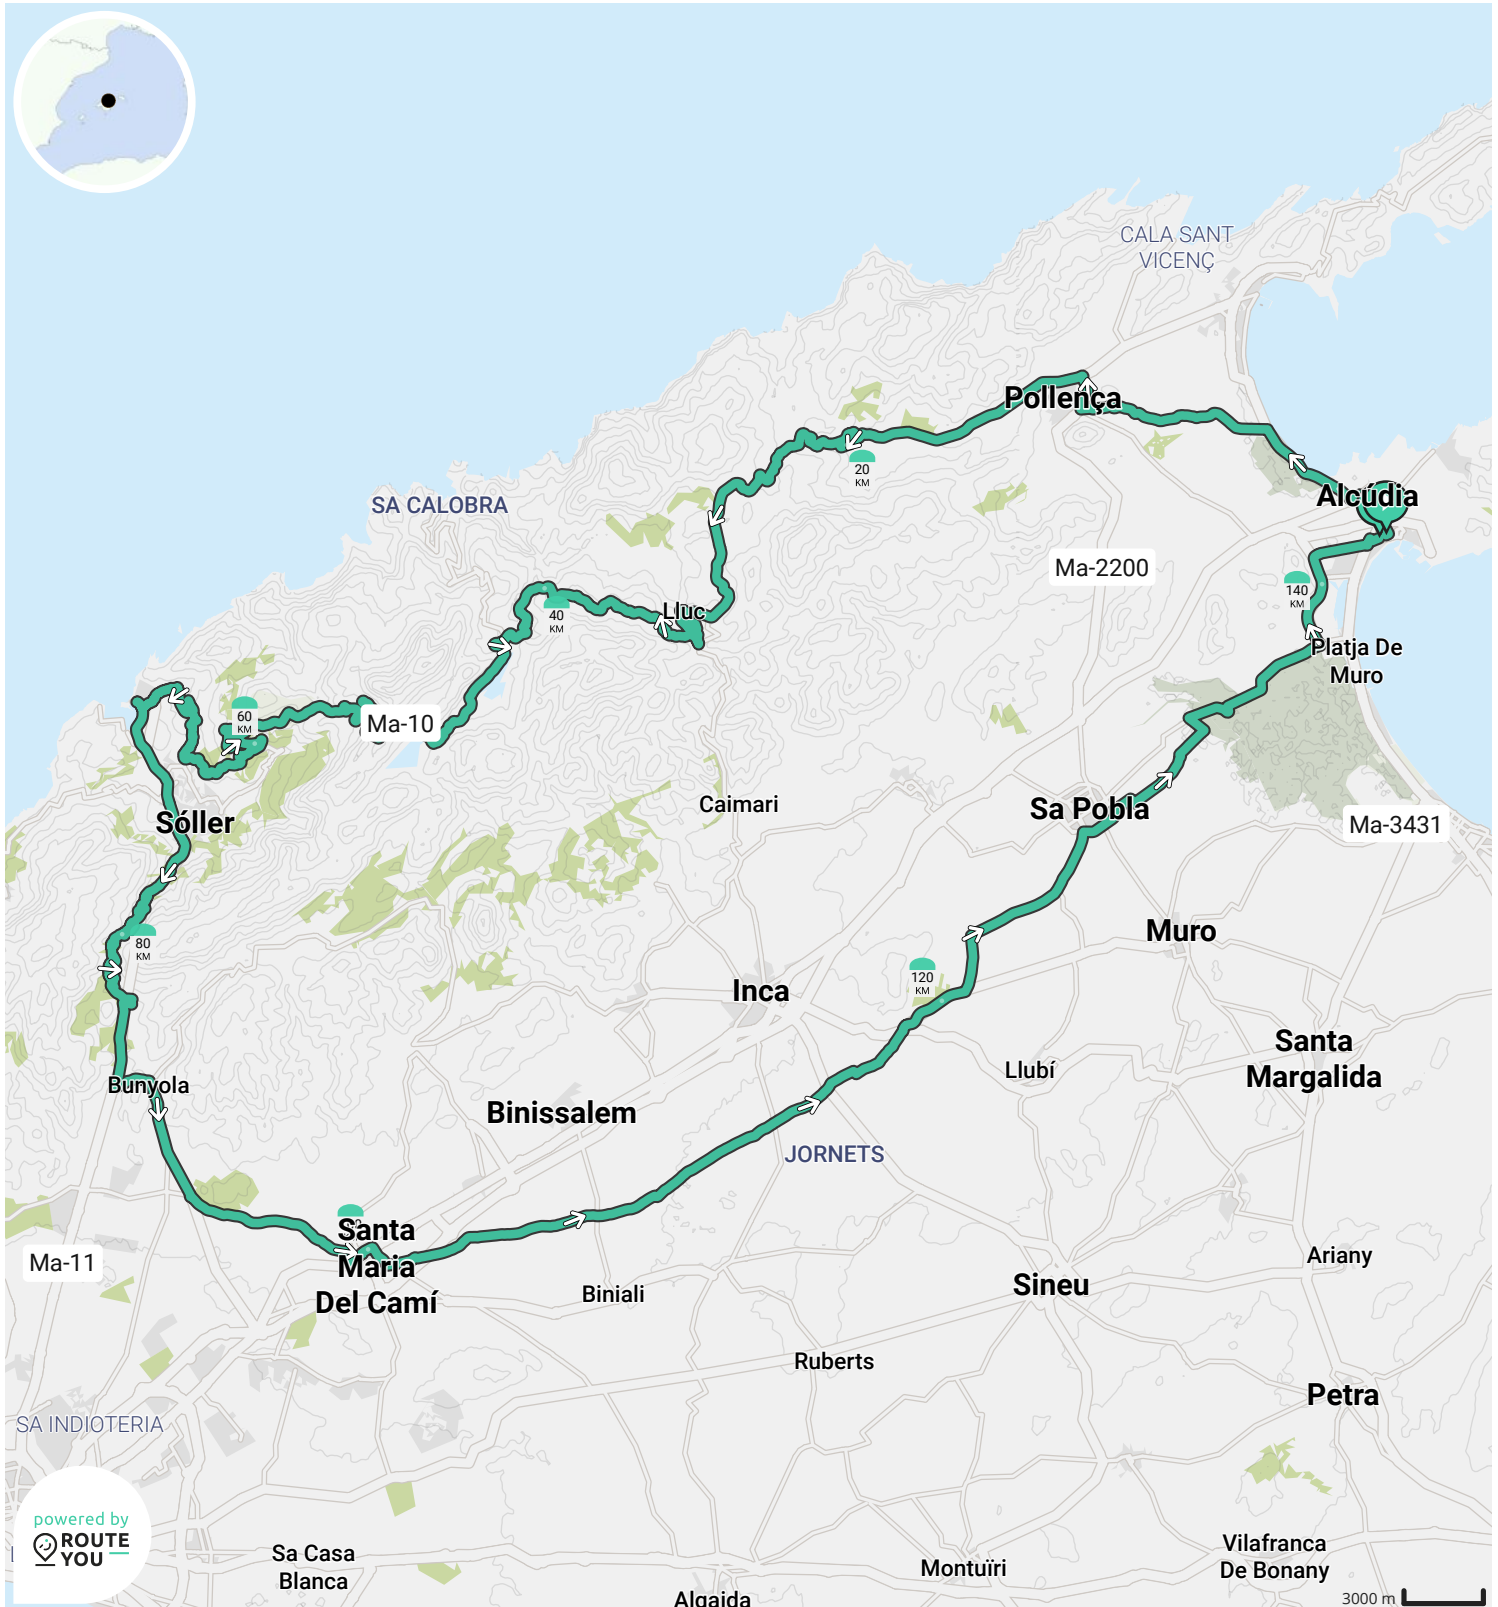 CALA SANT
VICENÇ
Pollença
20
KM
Alcúdia
SA CALOBRA
Ma-2200
140
KM
Lluc
40
KM
Platja De
Muro
60
KM
Ma-10
Caimari
Sa Pobla
Sóller
Ma-3431
Muro
80
KM
120
KM
Inca
Santa
Margalida
Llubí
Bunyola
Binissalem
JORNETS
Santa
Maria
Del Camí
Ma-11
Ariany
Sineu
Biniali
Ruberts
Petra
SA INDIOTERIA
powered by
ROUTE
YOU
Sa Casa
Blanca
Montuïri
Vilafranca
De Bonany
Algaida
3000 m